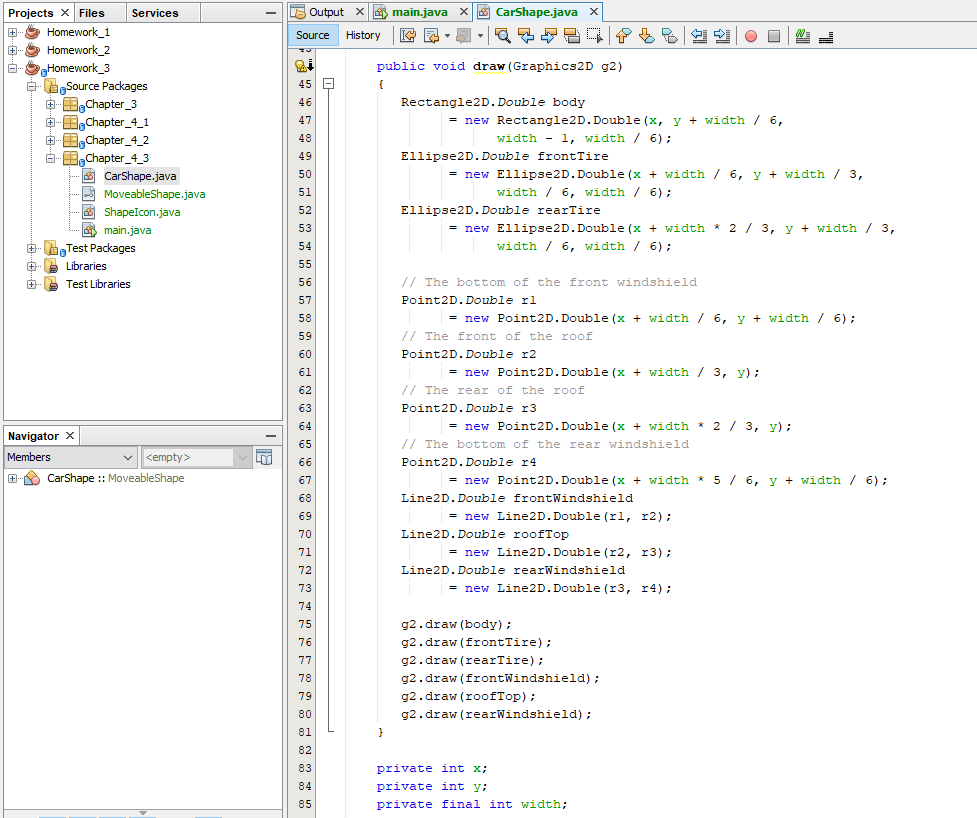 Projects Files Services
Homework_1
Homework_2
Homework_3
Source Packages
Chapter_3
Chapter_4_1
Chapter_4_2
Chapter_4_3
CarShape.java
MoveableShape.java
ShapeIcon.java
main.java
Test Packages
Libraries
Test Libraries
Navigator
Members <empty>
CarShape :: MoveableShape
Output main.java CarShape.java
Source History
public void draw(Graphics2D g2)
45 {
46 Rectangle2D.Double body
47 = new Rectangle2D.Double(x, y + width / 6,
48 width - 1, width / 6);
49 Ellipse2D.Double frontTire
50 = new Ellipse2D.Double(x + width / 6, y + width / 3,
51 width / 6, width / 6);
52 Ellipse2D.Double rearTire
53 = new Ellipse2D.Double(x + width * 2 / 3, y + width / 3,
54 width / 6, width / 6);
55
56 // The bottom of the front windshield
57 Point2D.Double r1
58 = new Point2D.Double(x + width / 6, y + width / 6);
59 // The front of the roof
60 Point2D.Double r2
61 = new Point2D.Double(x + width / 3, y);
62 // The rear of the roof
63 Point2D.Double r3
64 = new Point2D.Double(x + width * 2 / 3, y);
65 // The bottom of the rear windshield
66 Point2D.Double r4
67 = new Point2D.Double(x + width * 5 / 6, y + width / 6);
68 Line2D.Double frontWindshield
69 = new Line2D.Double(r1, r2);
70 Line2D.Double roofTop
71 = new Line2D.Double(r2, r3);
72 Line2D.Double rearWindshield
73 = new Line2D.Double(r3, r4);
74
75 g2.draw(body);
76 g2.draw(frontTire);
77 g2.draw(rearTire);
78 g2.draw(frontWindshield);
79 g2.draw(roofTop);
80 g2.draw(rearWindshield);
81 }
82
83 private int x;
84 private int y;
85 private final int width;